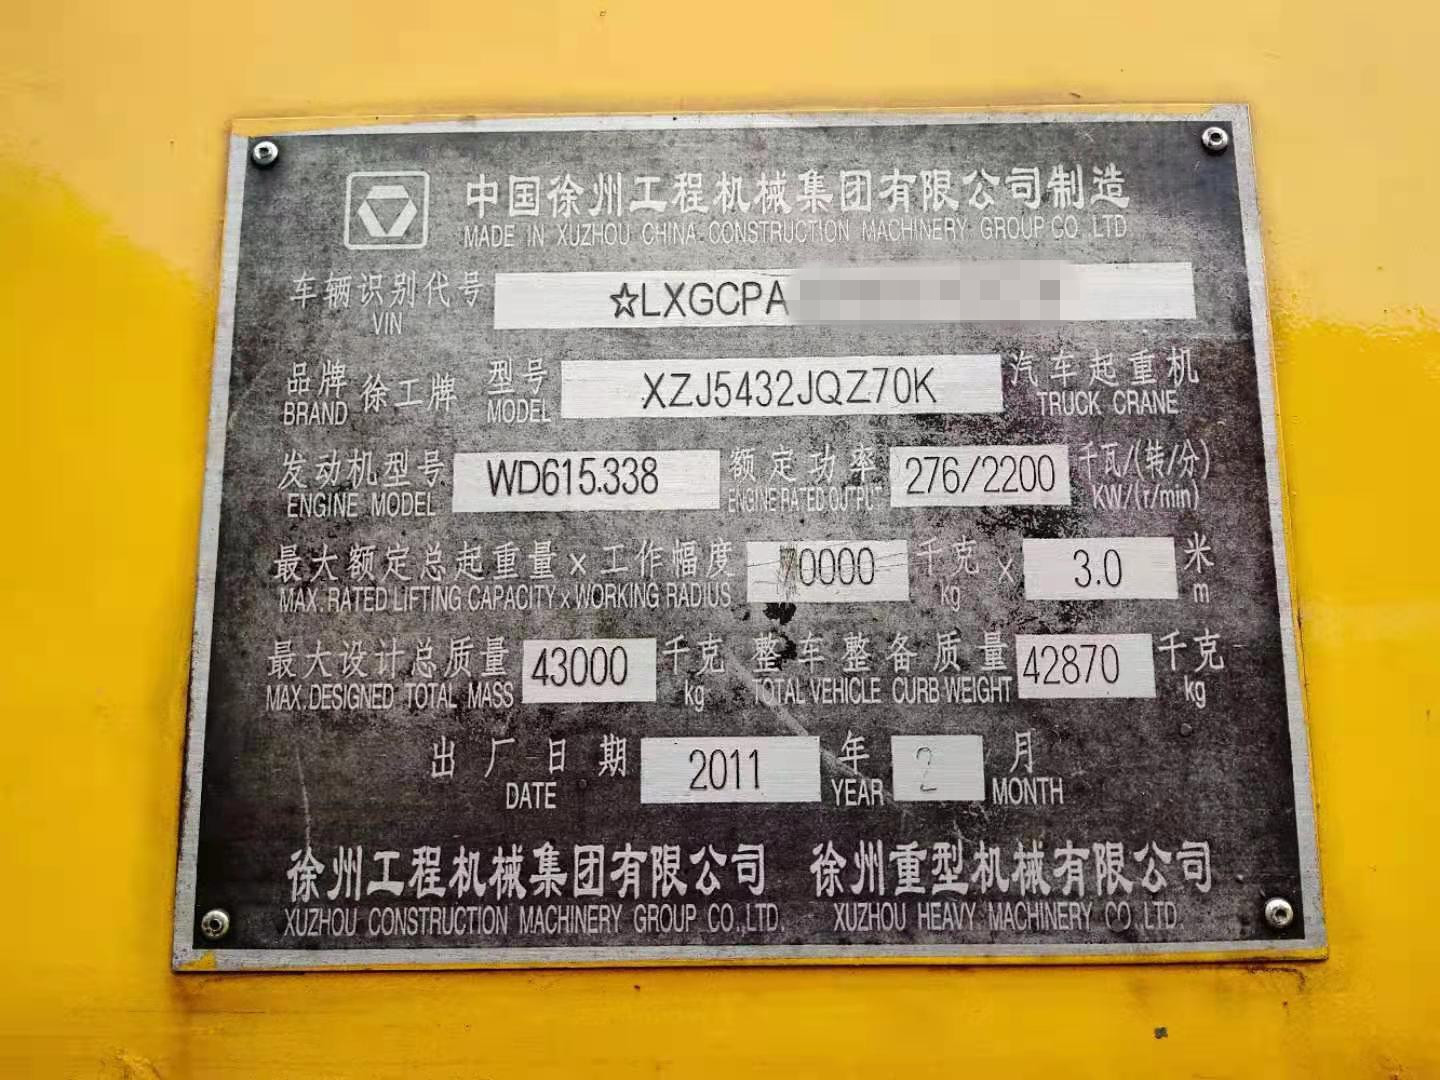 中国徐州工程机械集团有限公司制造
MADE IN XUZHOU CHINA CONSTRUCTION MACHINERY GROUP CO.,LTD
车辆识别代号 ☆LXGCPA
VIN
品牌 徐工牌 型号 XZJ5432JQZ70K 汽车起重机
BRAND MODEL TRUCK CRANE
发动机型号 WD615.338 额定功率 276/2200 千瓦/(转/分)
ENGINE MODEL ENGINE RATED OUTPUT KW/(r/min)
最大额定总起重量×工作幅度 70000 千克 × 3.0 米
MAX.RATED LIFTING CAPACITY×WORKING RADIUS kg m
最大设计总质量 43000 千克 整车整备质量 42870 千克
MAX.DESIGNED TOTAL MASS kg TOTAL VEHICLE CURB WEIGHT kg
出厂日期 2011 年 2 月
DATE YEAR MONTH
徐州工程机械集团有限公司 徐州重型机械有限公司
XUZHOU CONSTRUCTION MACHINERY GROUP CO.,LTD. XUZHOU HEAVY MACHINERY CO.,LTD.